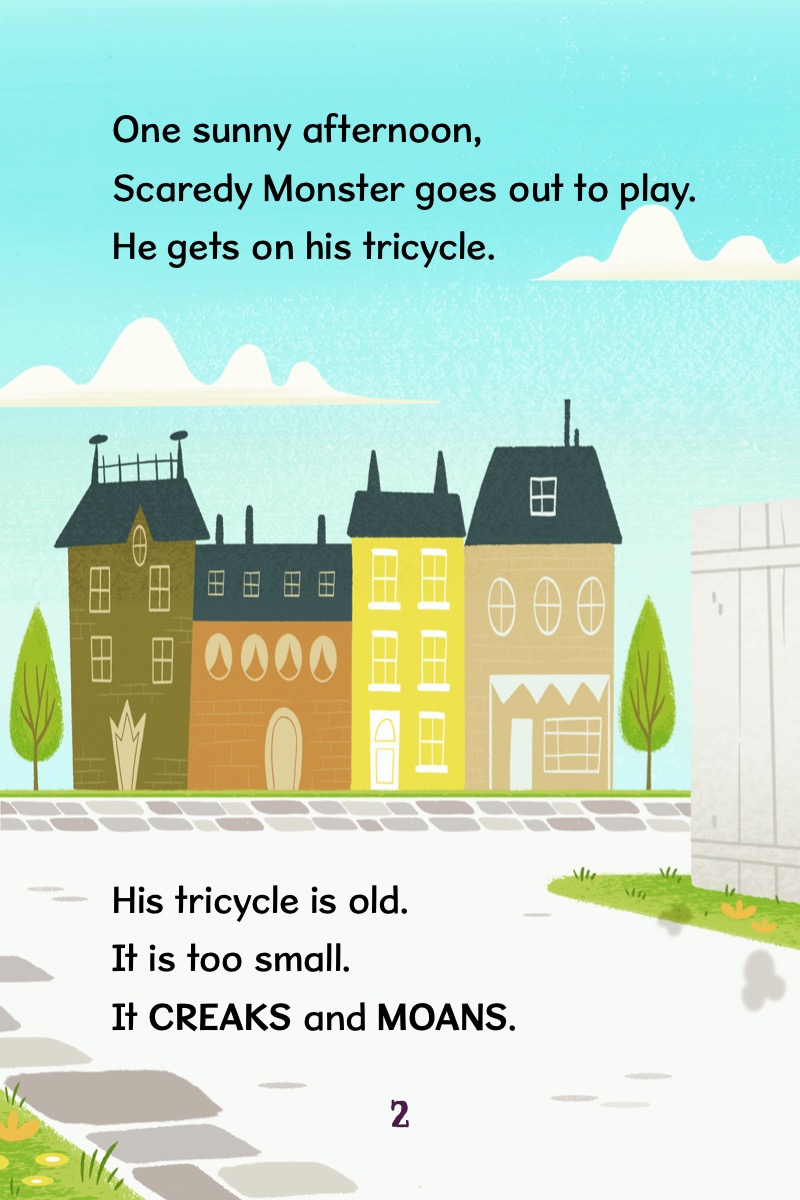 One sunny afternoon,
Scaredy Monster goes out to play.
He gets on his tricycle.
His tricycle is old.
It is too small.
It CREAKS and MOANS.
2